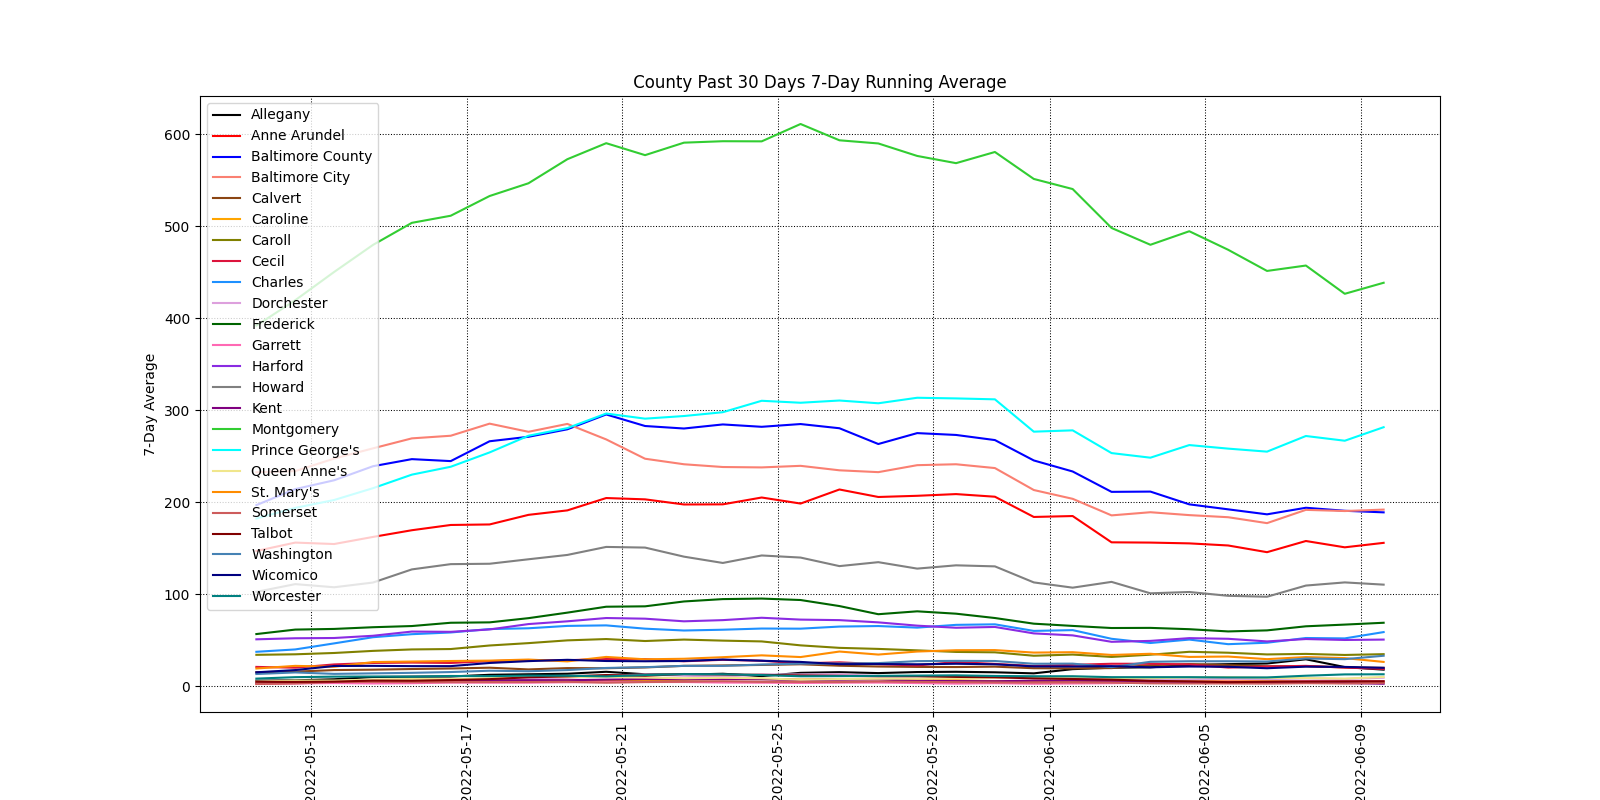 County Past 30 Days 7-Day Running Average
7-Day Average
600
500
400
300
200
100
0
Allegany
Anne Arundel
Baltimore County
Baltimore City
Calvert
Caroline
Caroll
Cecil
Charles
Dorchester
Frederick
Garrett
Harford
Howard
Kent
Montgomery
Prince George's
Queen Anne's
St. Mary's
Somerset
Talbot
Washington
Wicomico
Worcester
2022-05-13
2022-05-17
2022-05-21
2022-05-25
2022-05-29
2022-06-01
2022-06-05
2022-06-09